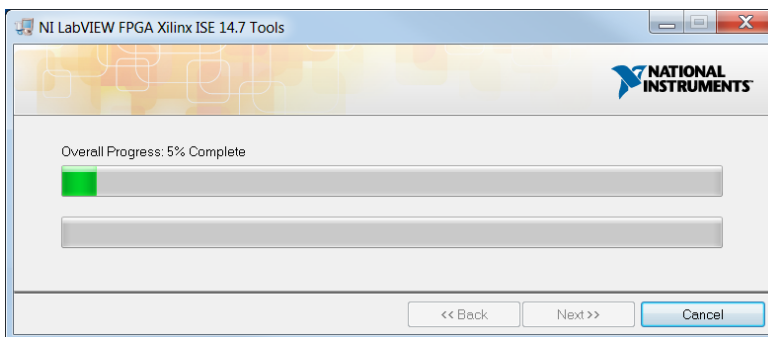 NI LabVIEW FPGA Xilinx ISE 14.7 Tools
NATIONAL
INSTRUMENTS
Overall Progress: 5% Complete
<< Back
Next >>
Cancel